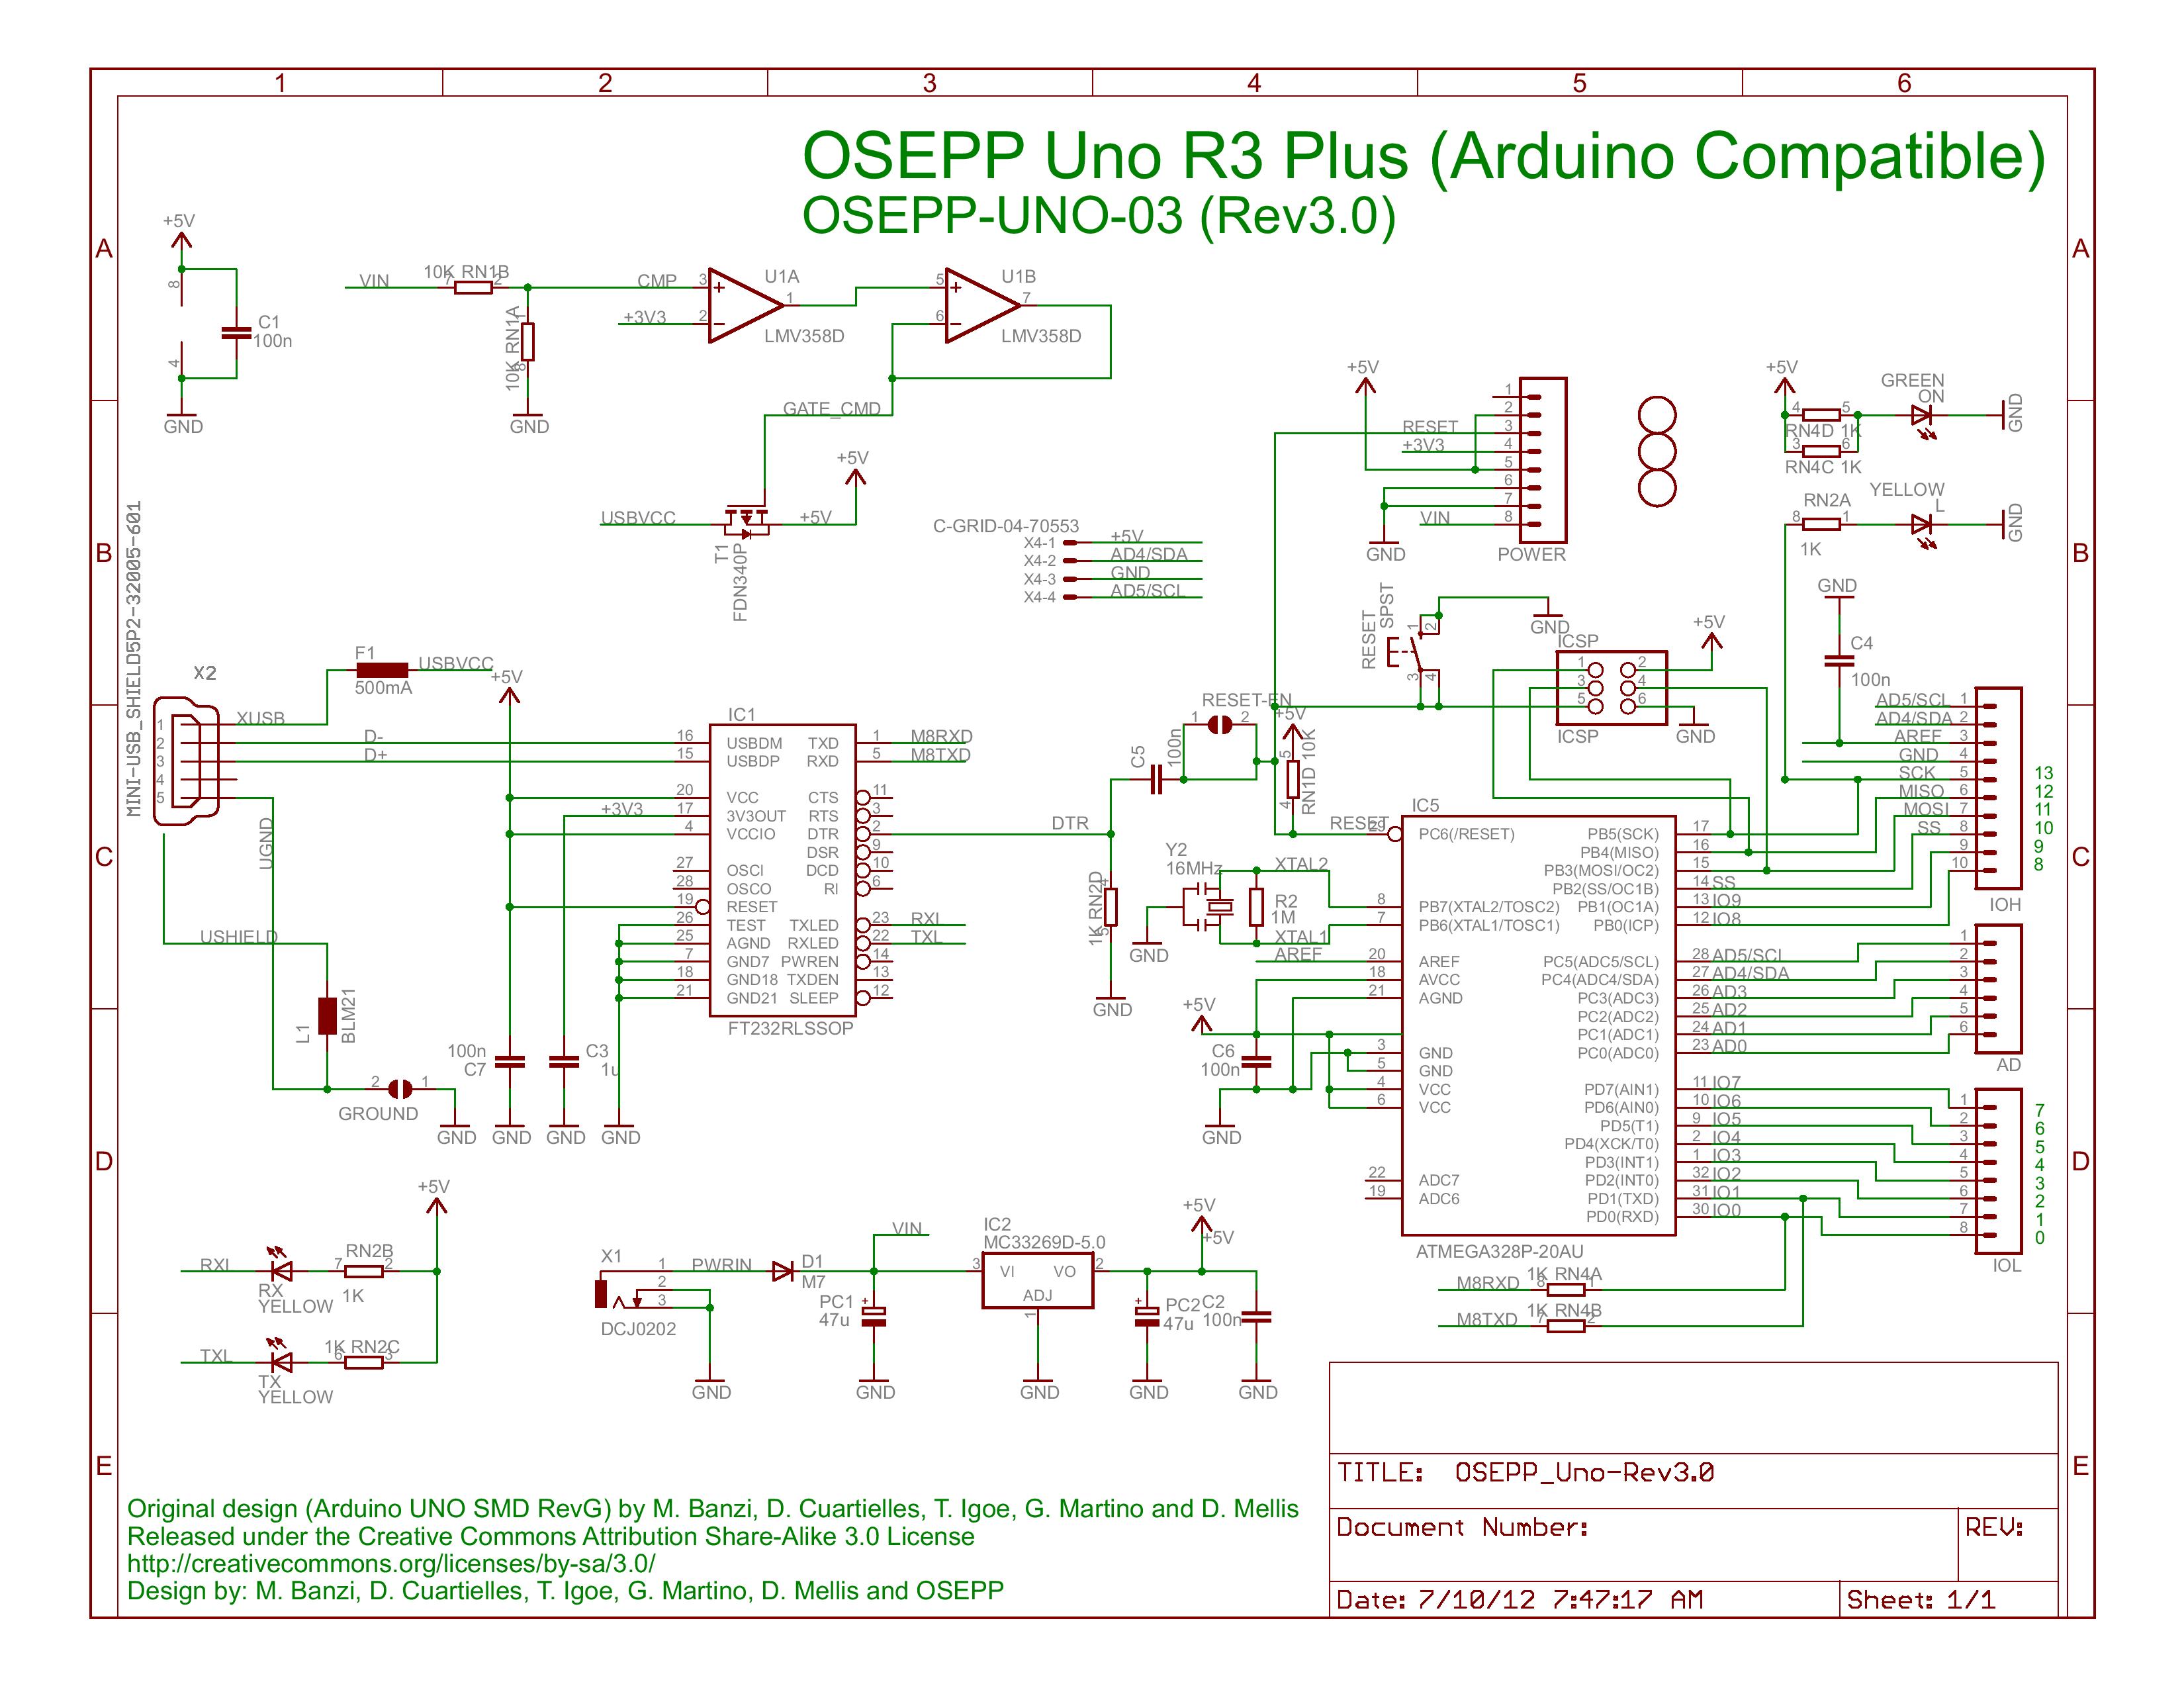 1 2 3 4 5 6
OSEPP Uno R3 Plus (Arduino Compatible)
OSEPP-UNO-03 (Rev3.0)
A
A
+5V
8
4
C1
100n
GND
VIN
10K RN1B
7 2
CMP
10K RN1A
8
GND
+3V3
3
2
U1A
1
LMV358D
5
6
U1B
7
LMV358D
GATE_CMD
+5V
USBVCC
+5V
T1
FDN340P
C-GRID-04-70553
X4-1 +5V
X4-2 AD4/SDA
X4-3 GND
X4-4 AD5/SCL
+5V
RESET
+3V3
VIN
GND
1
2
3
4
5
6
7
8
POWER
+5V
4 5
RN4D 1K
3 6
RN4C 1K
GREEN
ON
GND
RN2A
8 1
1K
YELLOW
L
GND
B
B
GND
C4
100n
RESET
SPST
1 2
3 4
GND
ICSP
1 2
3 4
5 6
ICSP
+5V
GND
MINI-USB_SHIELD5P2-32005-601
X2
1
2
3
4
5
XUSB
D-
D+
UGND
USHIELD
F1
500mA
USBVCC
+5V
+3V3
IC1
16 USBDM TXD 1 M8RXD
15 USBDP RXD 5 M8TXD
20 VCC CTS 11
17 3V3OUT RTS 3
4 VCCIO DTR 2
DSR 9
27 OSCI DCD 10
28 OSCO RI 6
19 RESET
26 TEST TXLED 23 RXL
25 AGND RXLED 22 TXL
7 GND7 PWREN 14
18 GND18 TXDEN 13
21 GND21 SLEEP 12
FT232RLSSOP
L1
BLM21
2 1
GROUND
GND
100n
C7
GND
C3
1u
GND
GND
DTR
C5
100n
RESET-EN
1 2
+5V
RN1D 10K
5
4
1K RN2D
4
5
GND
Y2
16MHz
XTAL2
R2
1M
XTAL1
AREF
GND
+5V
C6
100n
GND
RESET
IC5
29 PC6(/RESET) PB5(SCK) 17
PB4(MISO) 16
PB3(MOSI/OC2) 15
PB2(SS/OC1B) 14 SS
8 PB7(XTAL2/TOSC2) PB1(OC1A) 13 IO9
7 PB6(XTAL1/TOSC1) PB0(ICP) 12 IO8
20 AREF PC5(ADC5/SCL) 28 AD5/SCL
18 AVCC PC4(ADC4/SDA) 27 AD4/SDA
21 AGND PC3(ADC3) 26 AD3
PC2(ADC2) 25 AD2
PC1(ADC1) 24 AD1
3 GND PC0(ADC0) 23 AD0
5 GND
4 VCC PD7(AIN1) 11 IO7
6 VCC PD6(AIN0) 10 IO6
PD5(T1) 9 IO5
PD4(XCK/T0) 2 IO4
PD3(INT1) 1 IO3
22 ADC7 PD2(INT0) 32 IO2
19 ADC6 PD1(TXD) 31 IO1
PD0(RXD) 30 IO0
ATMEGA328P-20AU
C
C
AD5/SCL 1
AD4/SDA 2
AREF 3
GND 4
SCK 5 13
MISO 6 12
MOSI 7 11
SS 8 10
9 9
10 8
IOH
1
2
3
4
5
6
AD
1 7
2 6
3 5
4 4
5 3
6 2
7 1
8 0
IOL
D
D
M8RXD
1K RN4A
8 1
M8TXD
1K RN4B
7 2
+5V
RXL
RX
YELLOW
RN2B
7 2
1K
TXL
TX
YELLOW
1K RN2C
6 3
X1
1
2
3
DCJ0202
PWRIN
GND
D1
M7
VIN
PC1
47u
+
GND
IC2
MC33269D-5.0
3 VI VO 2
ADJ
1
GND
+5V
+5V
+
PC2
47u
GND
C2
100n
GND
E
E
Original design (Arduino UNO SMD RevG) by M. Banzi, D. Cuartielles, T. Igoe, G. Martino and D. Mellis
Released under the Creative Commons Attribution Share-Alike 3.0 License
http://creativecommons.org/licenses/by-sa/3.0/
Design by: M. Banzi, D. Cuartielles, T. Igoe, G. Martino, D. Mellis and OSEPP
TITLE: OSEPP_Uno-Rev3.0
Document Number:
REV:
Date: 7/10/12 7:47:17 AM
Sheet: 1/1